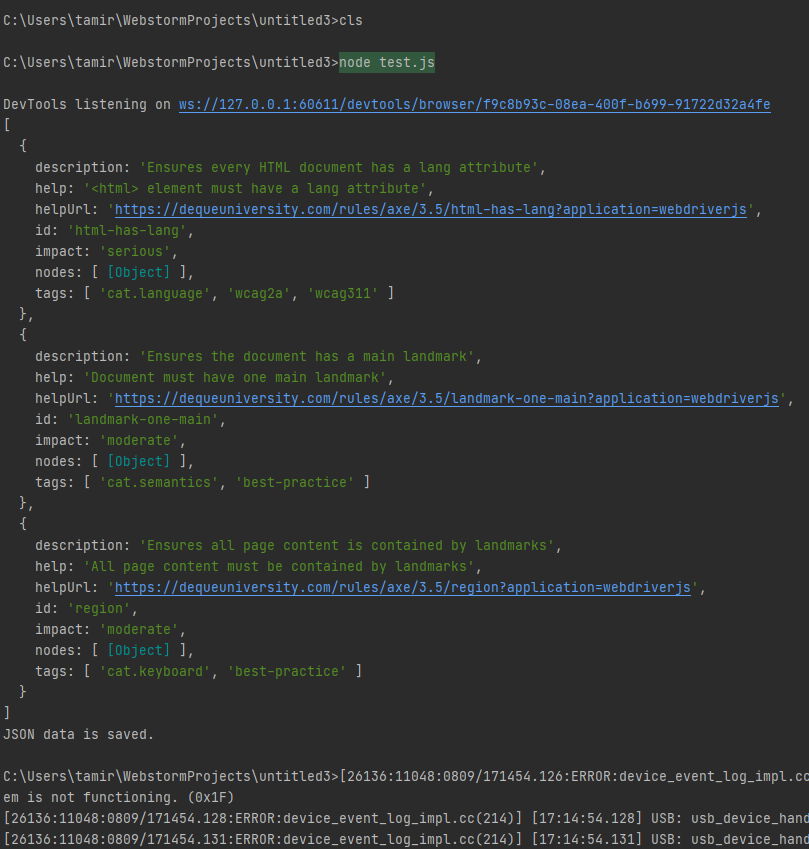 C:\Users\tamir\WebstormProjects\untitled3>cls
C:\Users\tamir\WebstormProjects\untitled3>node test.js
DevTools listening on ws://127.0.0.1:60611/devtools/browser/f9c8b93c-08ea-400f-b699-91722d32a4fe
[
  {
    description: 'Ensures every HTML document has a lang attribute',
    help: '<html> element must have a lang attribute',
    helpUrl: 'https://dequeuniversity.com/rules/axe/3.5/html-has-lang?application=webdriverjs',
    id: 'html-has-lang',
    impact: 'serious',
    nodes: [ [Object] ],
    tags: [ 'cat.language', 'wcag2a', 'wcag311' ]
  },
  {
    description: 'Ensures the document has a main landmark',
    help: 'Document must have one main landmark',
    helpUrl: 'https://dequeuniversity.com/rules/axe/3.5/landmark-one-main?application=webdriverjs',
    id: 'landmark-one-main',
    impact: 'moderate',
    nodes: [ [Object] ],
    tags: [ 'cat.semantics', 'best-practice' ]
  },
  {
    description: 'Ensures all page content is contained by landmarks',
    help: 'All page content must be contained by landmarks',
    helpUrl: 'https://dequeuniversity.com/rules/axe/3.5/region?application=webdriverjs',
    id: 'region',
    impact: 'moderate',
    nodes: [ [Object] ],
    tags: [ 'cat.keyboard', 'best-practice' ]
  }
]
JSON data is saved.
C:\Users\tamir\WebstormProjects\untitled3>[26136:11048:0809/171454.126:ERROR:device_event_log_impl.cc
em is not functioning. (0x1F)
[26136:11048:0809/171454.128:ERROR:device_event_log_impl.cc(214)] [17:14:54.128] USB: usb_device_hand
[26136:11048:0809/171454.131:ERROR:device_event_log_impl.cc(214)] [17:14:54.131] USB: usb_device_hand